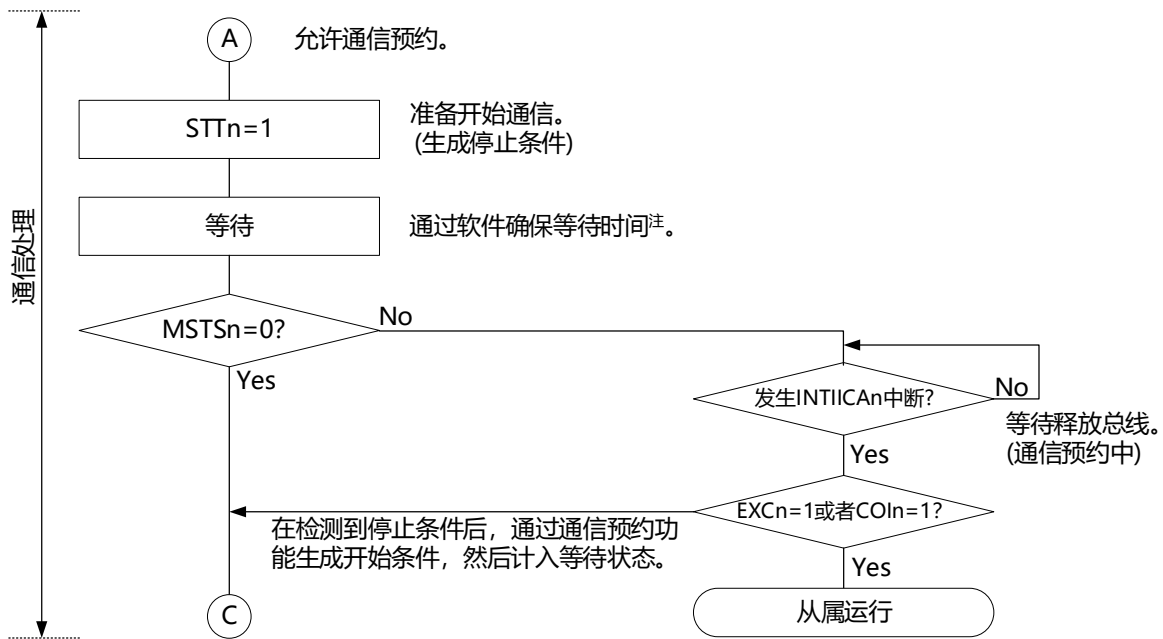 A
允许通信预约。
STTn=1
准备开始通信。
(生成停止条件)
等待
通过软件确保等待时间注。
通信处理
MSTSn=0?
No
Yes
发生INTIICAn中断?
No
等待释放总线。
(通信预约中)
Yes
EXCn=1或者COIn=1?
在检测到停止条件后，通过通信预约功
能生成开始条件，然后计入等待状态。
Yes
C
从属运行